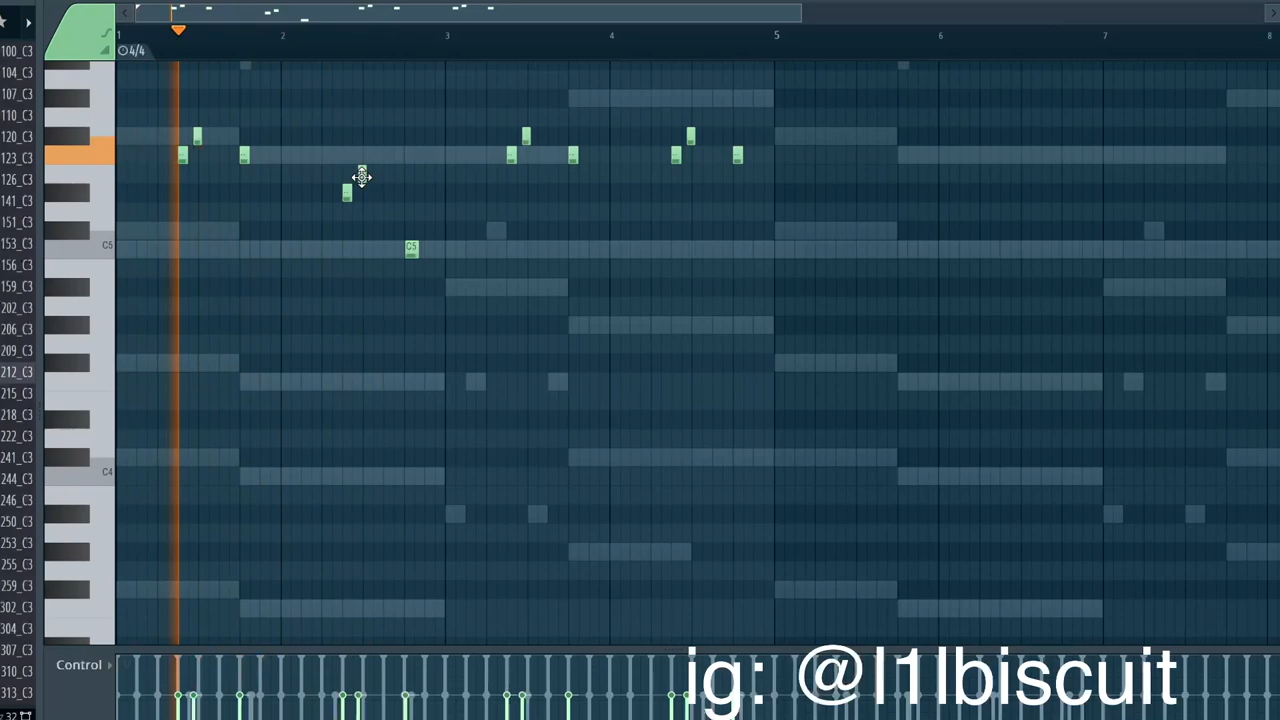 1
2
3
4
5
6
7
8
4/4
100_C3
104_C3
107_C3
110_C3
120_C3
123_C3
126_C3
141_C3
151_C3
153_C3
156_C3
159_C3
202_C3
206_C3
209_C3
212_C3
215_C3
218_C3
222_C3
241_C3
244_C3
246_C3
250_C3
253_C3
255_C3
259_C3
302_C3
304_C3
307_C3
310_C3
313_C3
C5
C5
C4
Control
ig: @l1lbiscuit